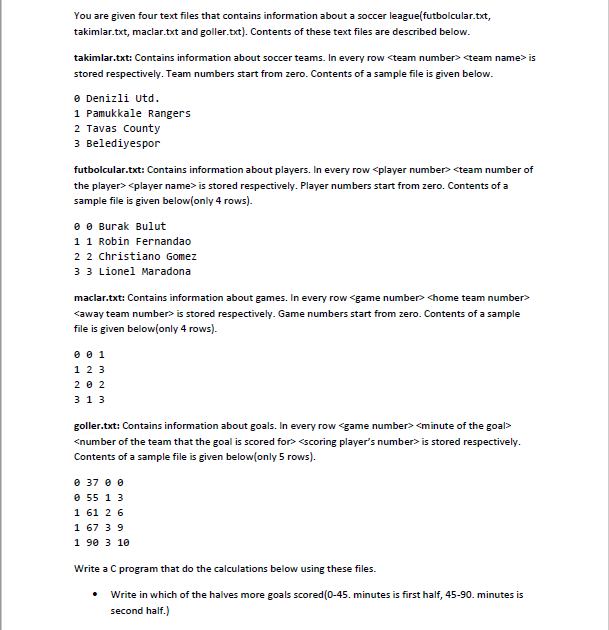 You are given four text files that contains information about a soccer league(futbolcular.txt,
takimlar.txt, maclar.txt and goller.txt). Contents of these text files are described below.
takimlar.txt: Contains information about soccer teams. In every row <team number> <team name> is
stored respectively. Team numbers start from zero. Contents of a sample file is given below.
0 Denizli Utd.
1 Pamukkale Rangers
2 Tavas County
3 Belediyespor
futbolcular.txt: Contains information about players. In every row <player number> <team number of
the player> <player name> is stored respectively. Player numbers start from zero. Contents of a
sample file is given below(only 4 rows).
0 0 Burak Bulut
1 1 Robin Fernandao
2 2 Christiano Gomez
3 3 Lionel Maradona
maclar.txt: Contains information about games. In every row <game number> <home team number>
<away team number> is stored respectively. Game numbers start from zero. Contents of a sample
file is given below(only 4 rows).
0 0 1
1 2 3
2 0 2
3 1 3
goller.txt: Contains information about goals. In every row <game number> <minute of the goal>
<number of the team that the goal is scored for> <scoring player's number> is stored respectively.
Contents of a sample file is given below(only 5 rows).
0 37 0 0
0 55 1 3
1 61 2 6
1 67 3 9
1 90 3 10
Write a C program that do the calculations below using these files.
• Write in which of the halves more goals scored(0-45. minutes is first half, 45-90. minutes is
second half.)